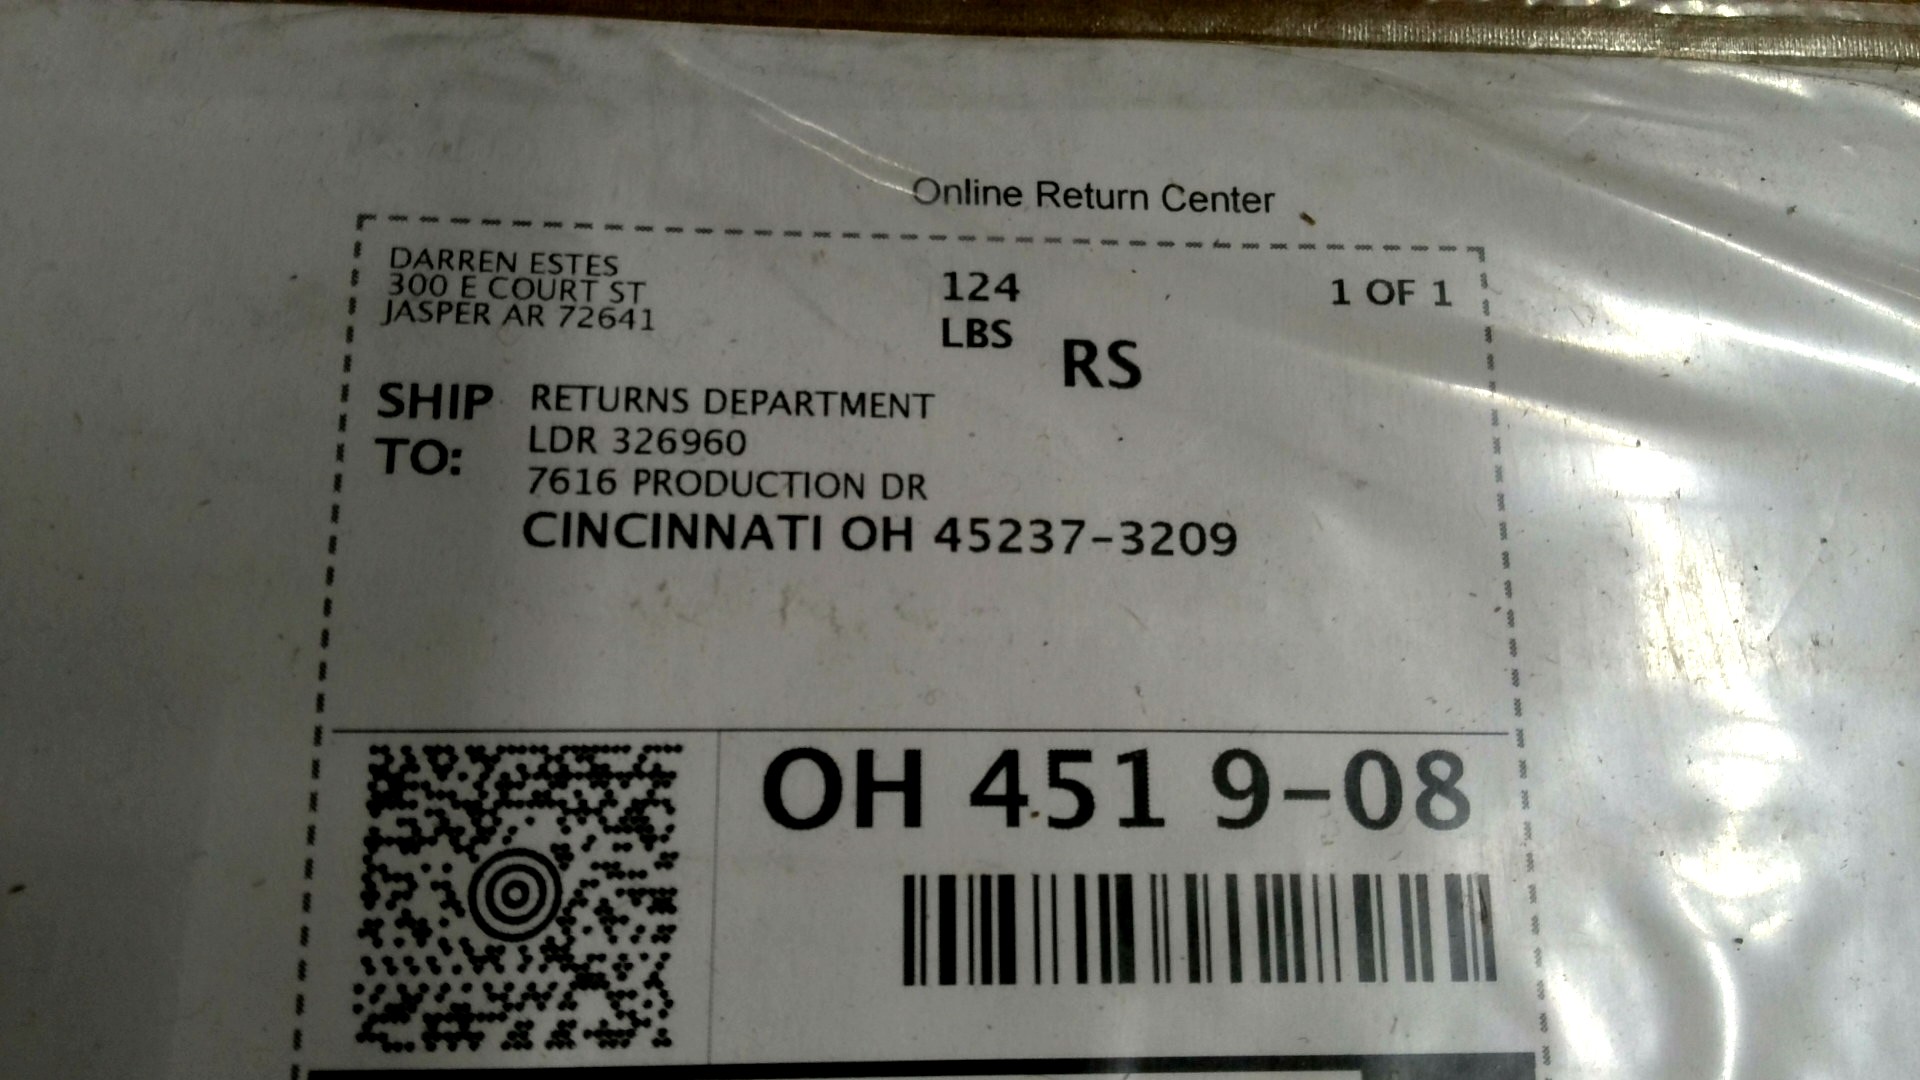 Online Return Center
DARREN ESTES
300 E COURT ST
JASPER AR 72641
124
LBS
RS
1 OF 1
SHIP
TO:
RETURNS DEPARTMENT
LDR 326960
7616 PRODUCTION DR
CINCINNATI OH 45237-3209
OH 451 9-08